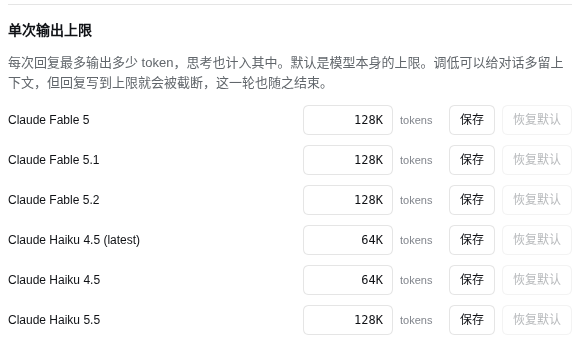 单次输出上限
每次回复最多输出多少 token，思考也计入其中。默认是模型本身的上限。调低可以给对话多留上
下文，但回复写到上限就会被截断，这一轮也随之结束。
Claude Fable 5 128K tokens 保存 恢复默认
Claude Fable 5.1 128K tokens 保存 恢复默认
Claude Fable 5.2 128K tokens 保存 恢复默认
Claude Haiku 4.5 (latest) 64K tokens 保存 恢复默认
Claude Haiku 4.5 64K tokens 保存 恢复默认
Claude Haiku 5.5 128K tokens 保存 恢复默认